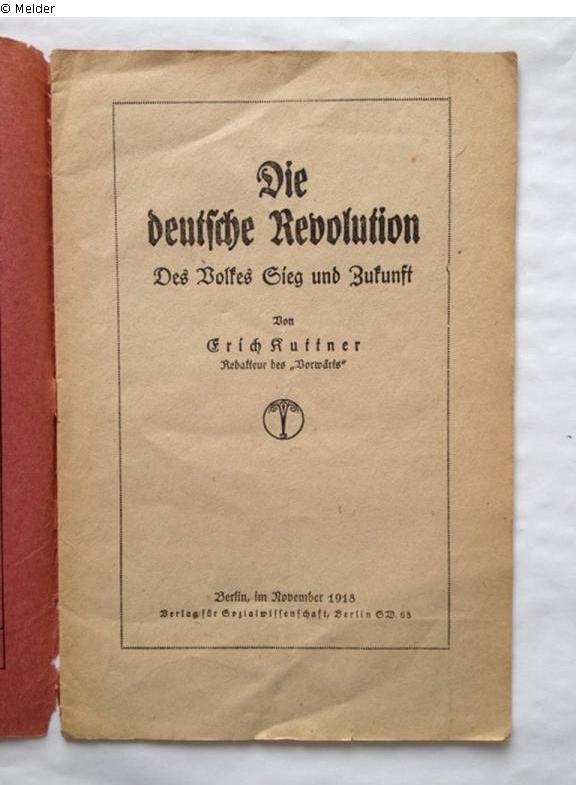 © Melder
Die
deutsche Revolution
Des Volkes Sieg und Zukunft
Von
Erich Kuttner
Redakteur des „Vorwärts“
Berlin, im November 1918
Verlag für Sozialwissenschaft, Berlin SW. 68